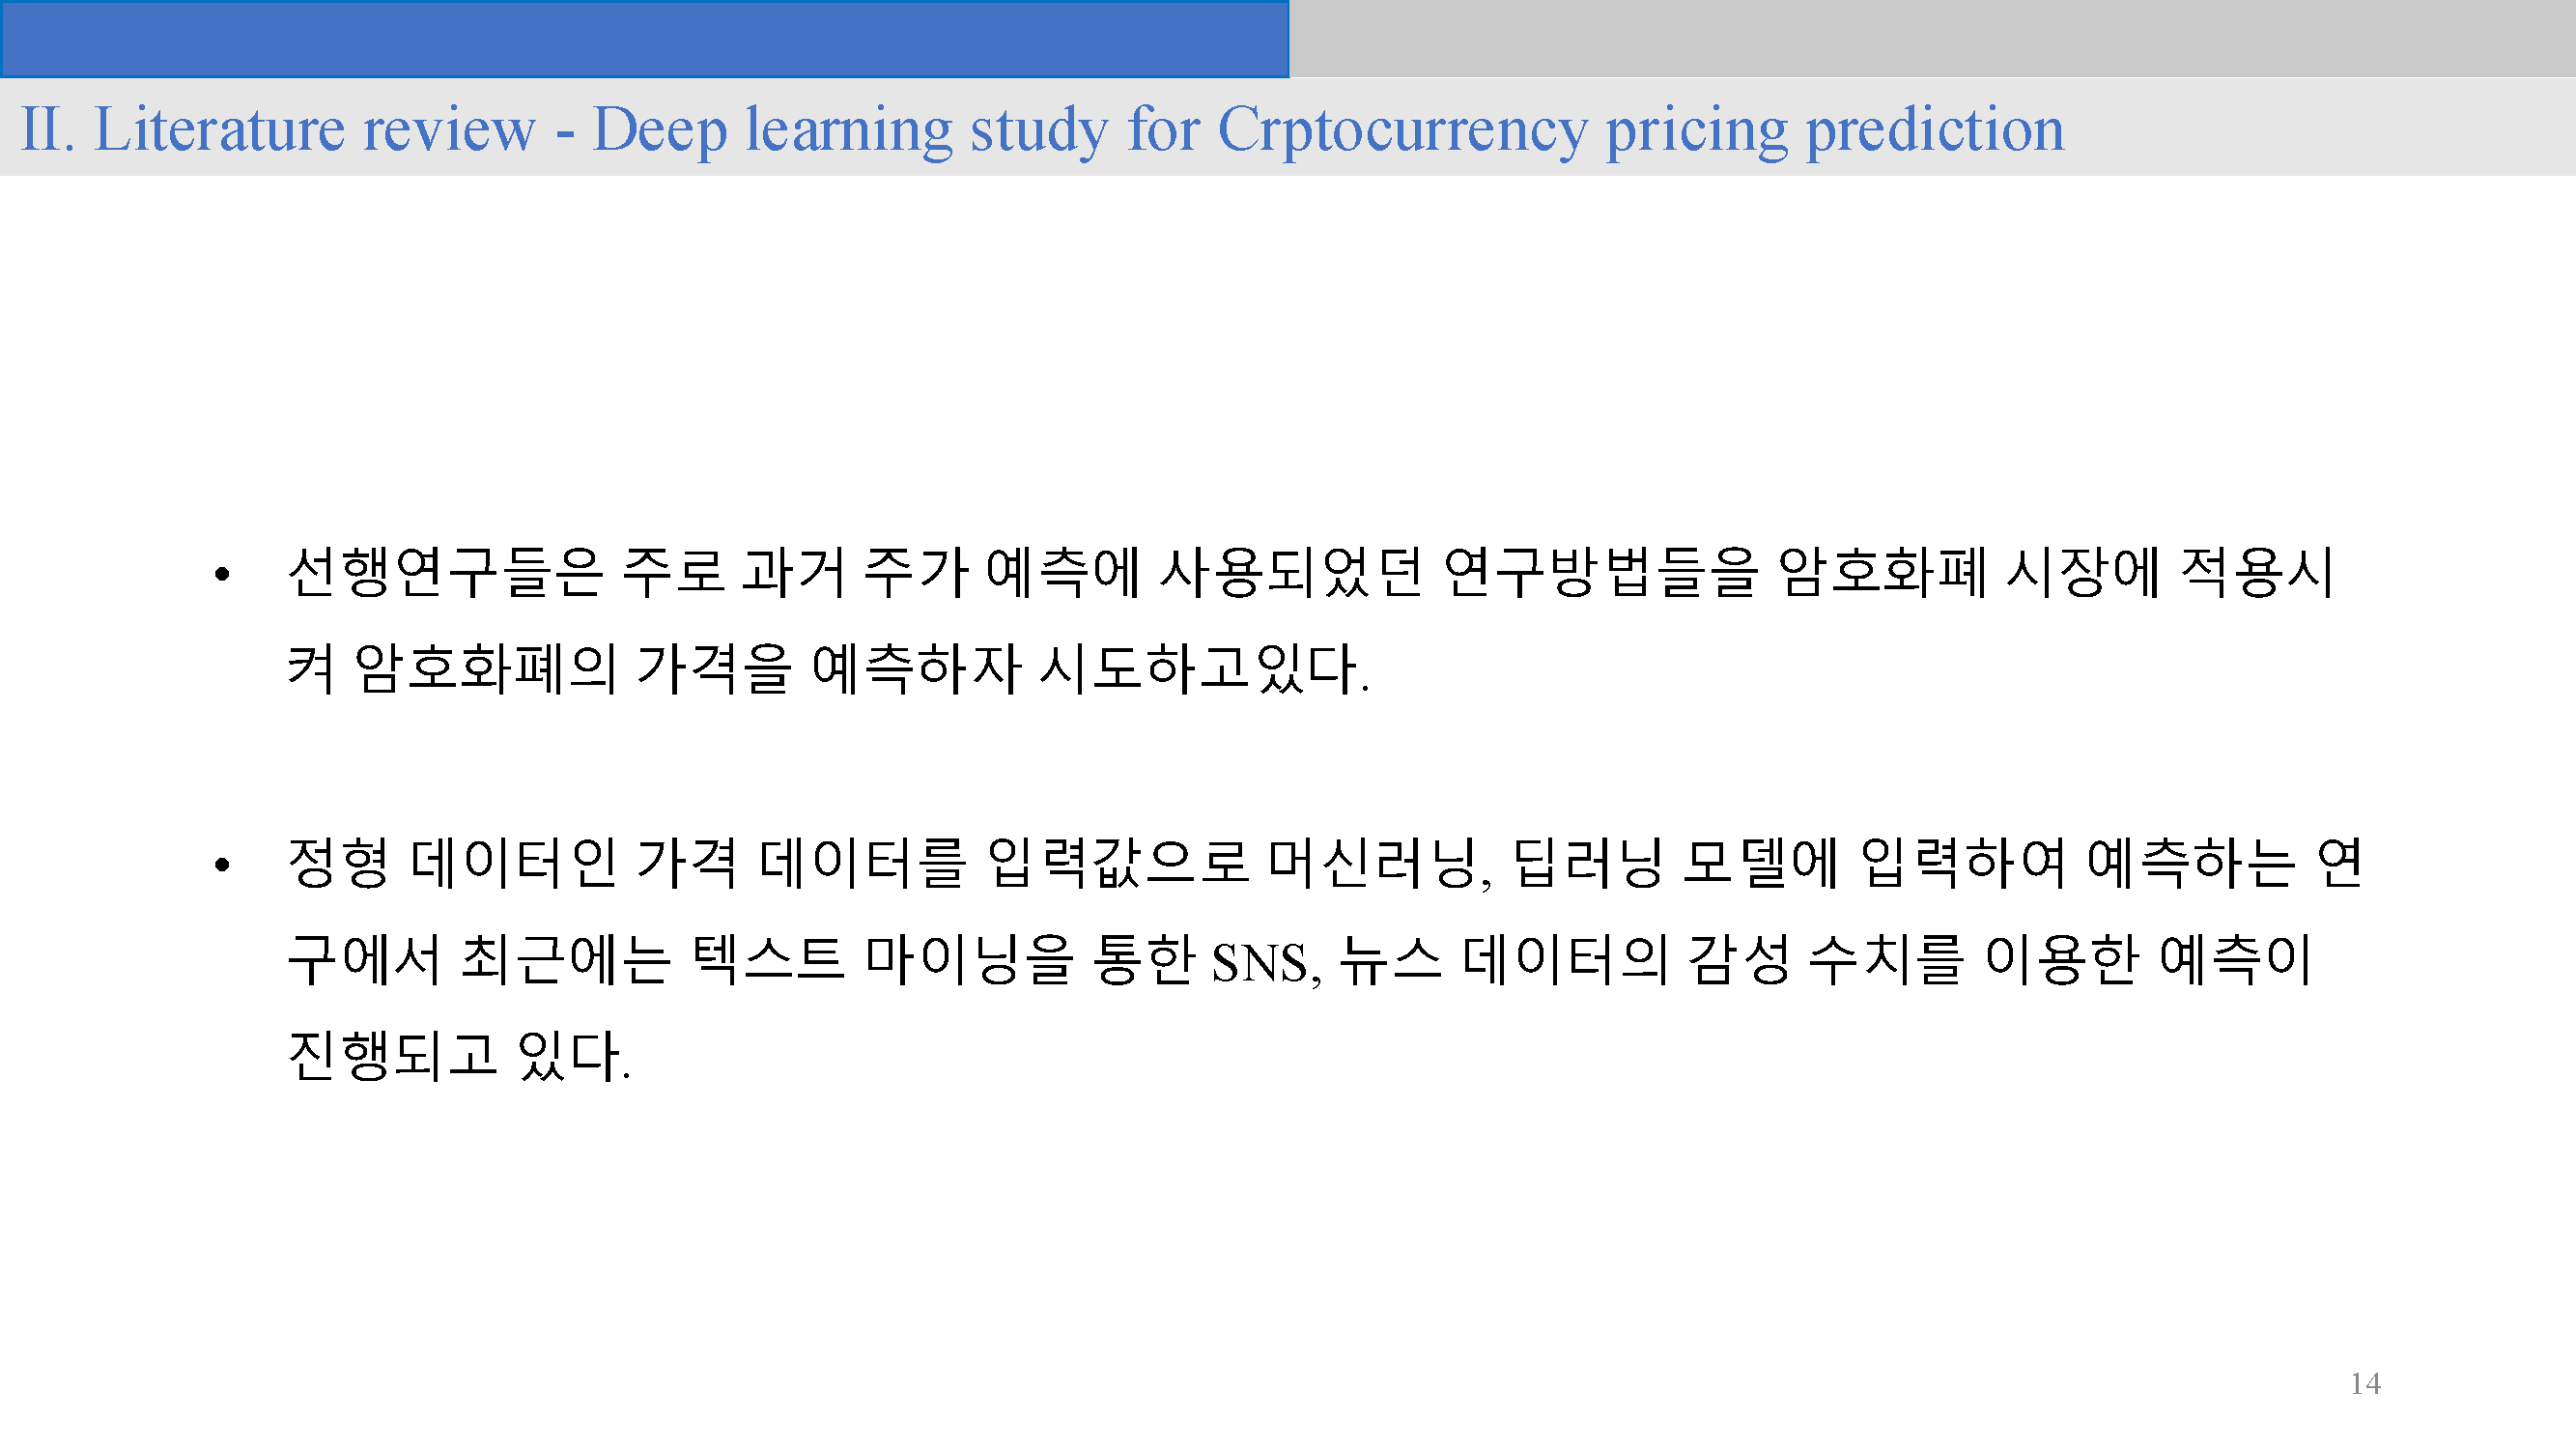 II. Literature review - Deep learning study for Crptocurrency pricing prediction
• 선행연구들은 주로 과거 주가 예측에 사용되었던 연구방법들을 암호화폐 시장에 적용시
켜 암호화폐의 가격을 예측하자 시도하고있다.
• 정형 데이터인 가격 데이터를 입력값으로 머신러닝, 딥러닝 모델에 입력하여 예측하는 연
구에서 최근에는 텍스트 마이닝을 통한 SNS, 뉴스 데이터의 감성 수치를 이용한 예측이
진행되고 있다.
14